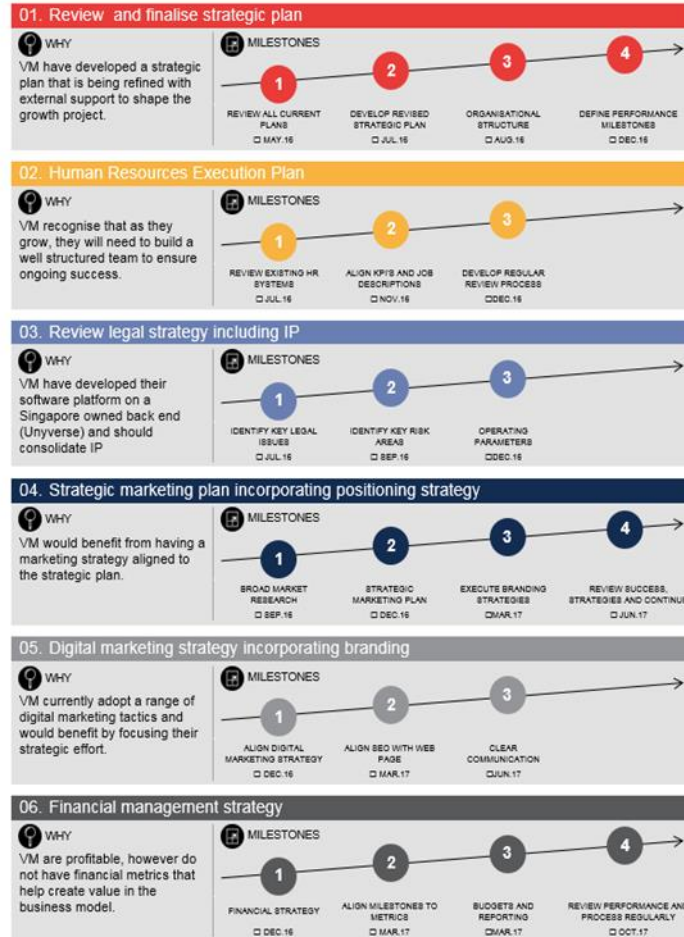 01. Review and finalise strategic plan
WHY
VM have developed a strategic
plan that is being refined with
external support to shape the
growth project.
MILESTONES
1
2
3
4
REVIEW ALL CURRENT
PLANS
MAY.16
DEVELOP REVISED
STRATEGIC PLAN
JUL.16
ORGANISATIONAL
STRUCTURE
AUG.16
DEFINE PERFORMANCE
MILESTONES
DEC.16
02. Human Resources Execution Plan
WHY
VM recognise that as they
grow, they will need to build a
well structured team to ensure
ongoing success.
MILESTONES
1
2
3
REVIEW EXISTING HR
SYSTEMS
JUL.16
ALIGN KPI'S AND JOB
DESCRIPTIONS
NOV.16
DEVELOP REGULAR
REVIEW PROCESS
DEC.16
03. Review legal strategy including IP
WHY
VM have developed their
software platform on a
Singapore owned back end
(Unyverse) and should
consolidate IP
MILESTONES
1
2
3
IDENTIFY KEY LEGAL
ISSUES
JUL.16
IDENTIFY KEY RISK
AREAS
SEP.16
OPERATING
PARAMETERS
DEC.16
04. Strategic marketing plan incorporating positioning strategy
WHY
VM would benefit from having a
marketing strategy aligned to
the strategic plan.
MILESTONES
1
2
3
4
BROAD MARKET
RESEARCH
SEP.16
STRATEGIC
MARKETING PLAN
DEC.16
EXECUTE BRANDING
STRATEGIES
MAR.17
REVIEW SUCCESS,
STRATEGIES AND CONTINU
JUN.17
05. Digital marketing strategy incorporating branding
WHY
VM currently adopt a range of
digital marketing tactics and
would benefit by focusing their
strategic effort.
MILESTONES
1
2
3
ALIGN DIGITAL
MARKETING STRATEGY
DEC.16
ALIGN SEO WITH WEB
PAGE
MAR.17
CLEAR
COMMUNICATION
JUN.17
06. Financial management strategy
WHY
VM are profitable, however do
not have financial metrics that
help create value in the
business model.
MILESTONES
1
2
3
4
FINANCIAL STRATEGY
DEC.16
ALIGN MILESTONES TO
METRICS
MAR.17
BUDGETS AND
REPORTING
MAR.17
REVIEW PERFORMANCE AN
PROCESS REGULARLY
OCT.17